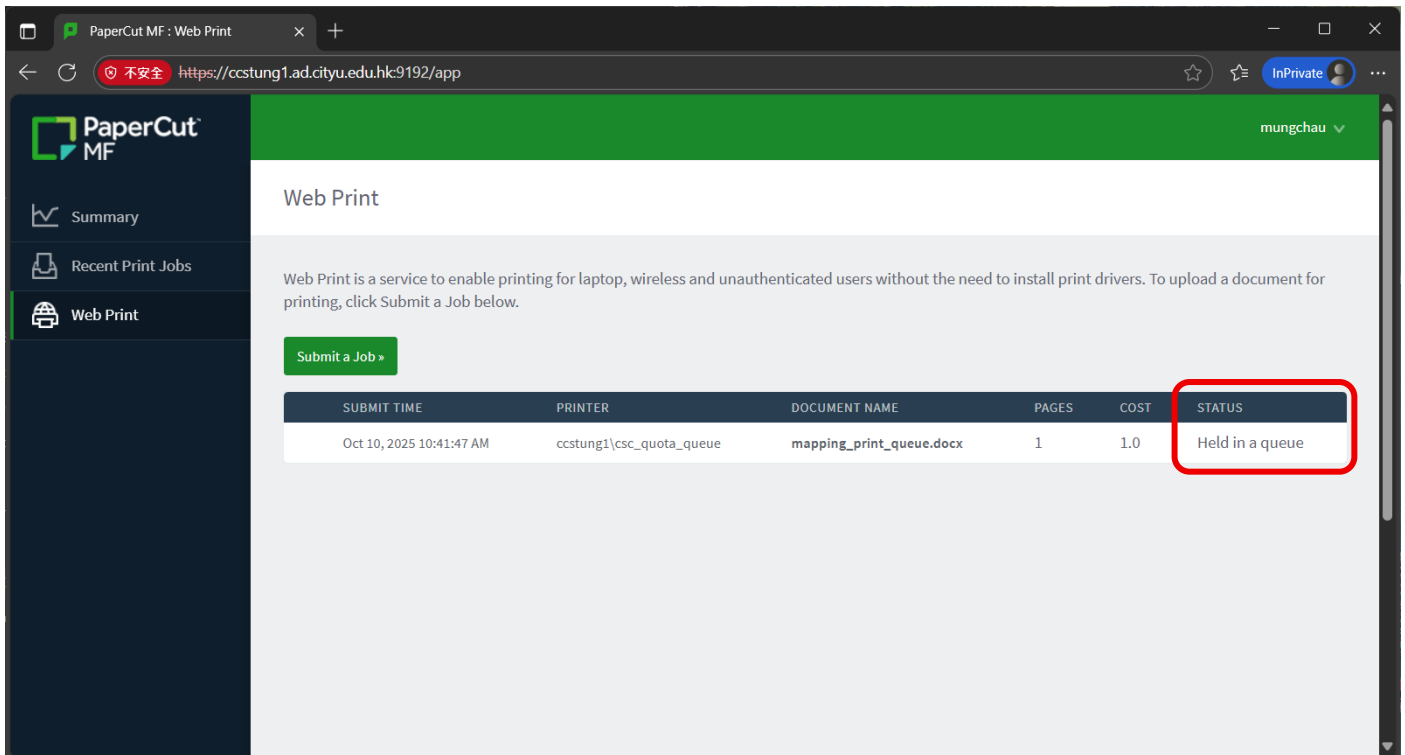 PaperCut MF : Web Print
不安全 https://ccstung1.ad.cityu.edu.hk:9192/app
InPrivate
PaperCut™
MF
mungchau
Summary
Recent Print Jobs
Web Print
Web Print
Web Print is a service to enable printing for laptop, wireless and unauthenticated users without the need to install print drivers. To upload a document for
printing, click Submit a Job below.
Submit a Job »
SUBMIT TIME PRINTER DOCUMENT NAME PAGES COST STATUS
Oct 10, 2025 10:41:47 AM ccstung1\csc_quota_queue mapping_print_queue.docx 1 1.0 Held in a queue